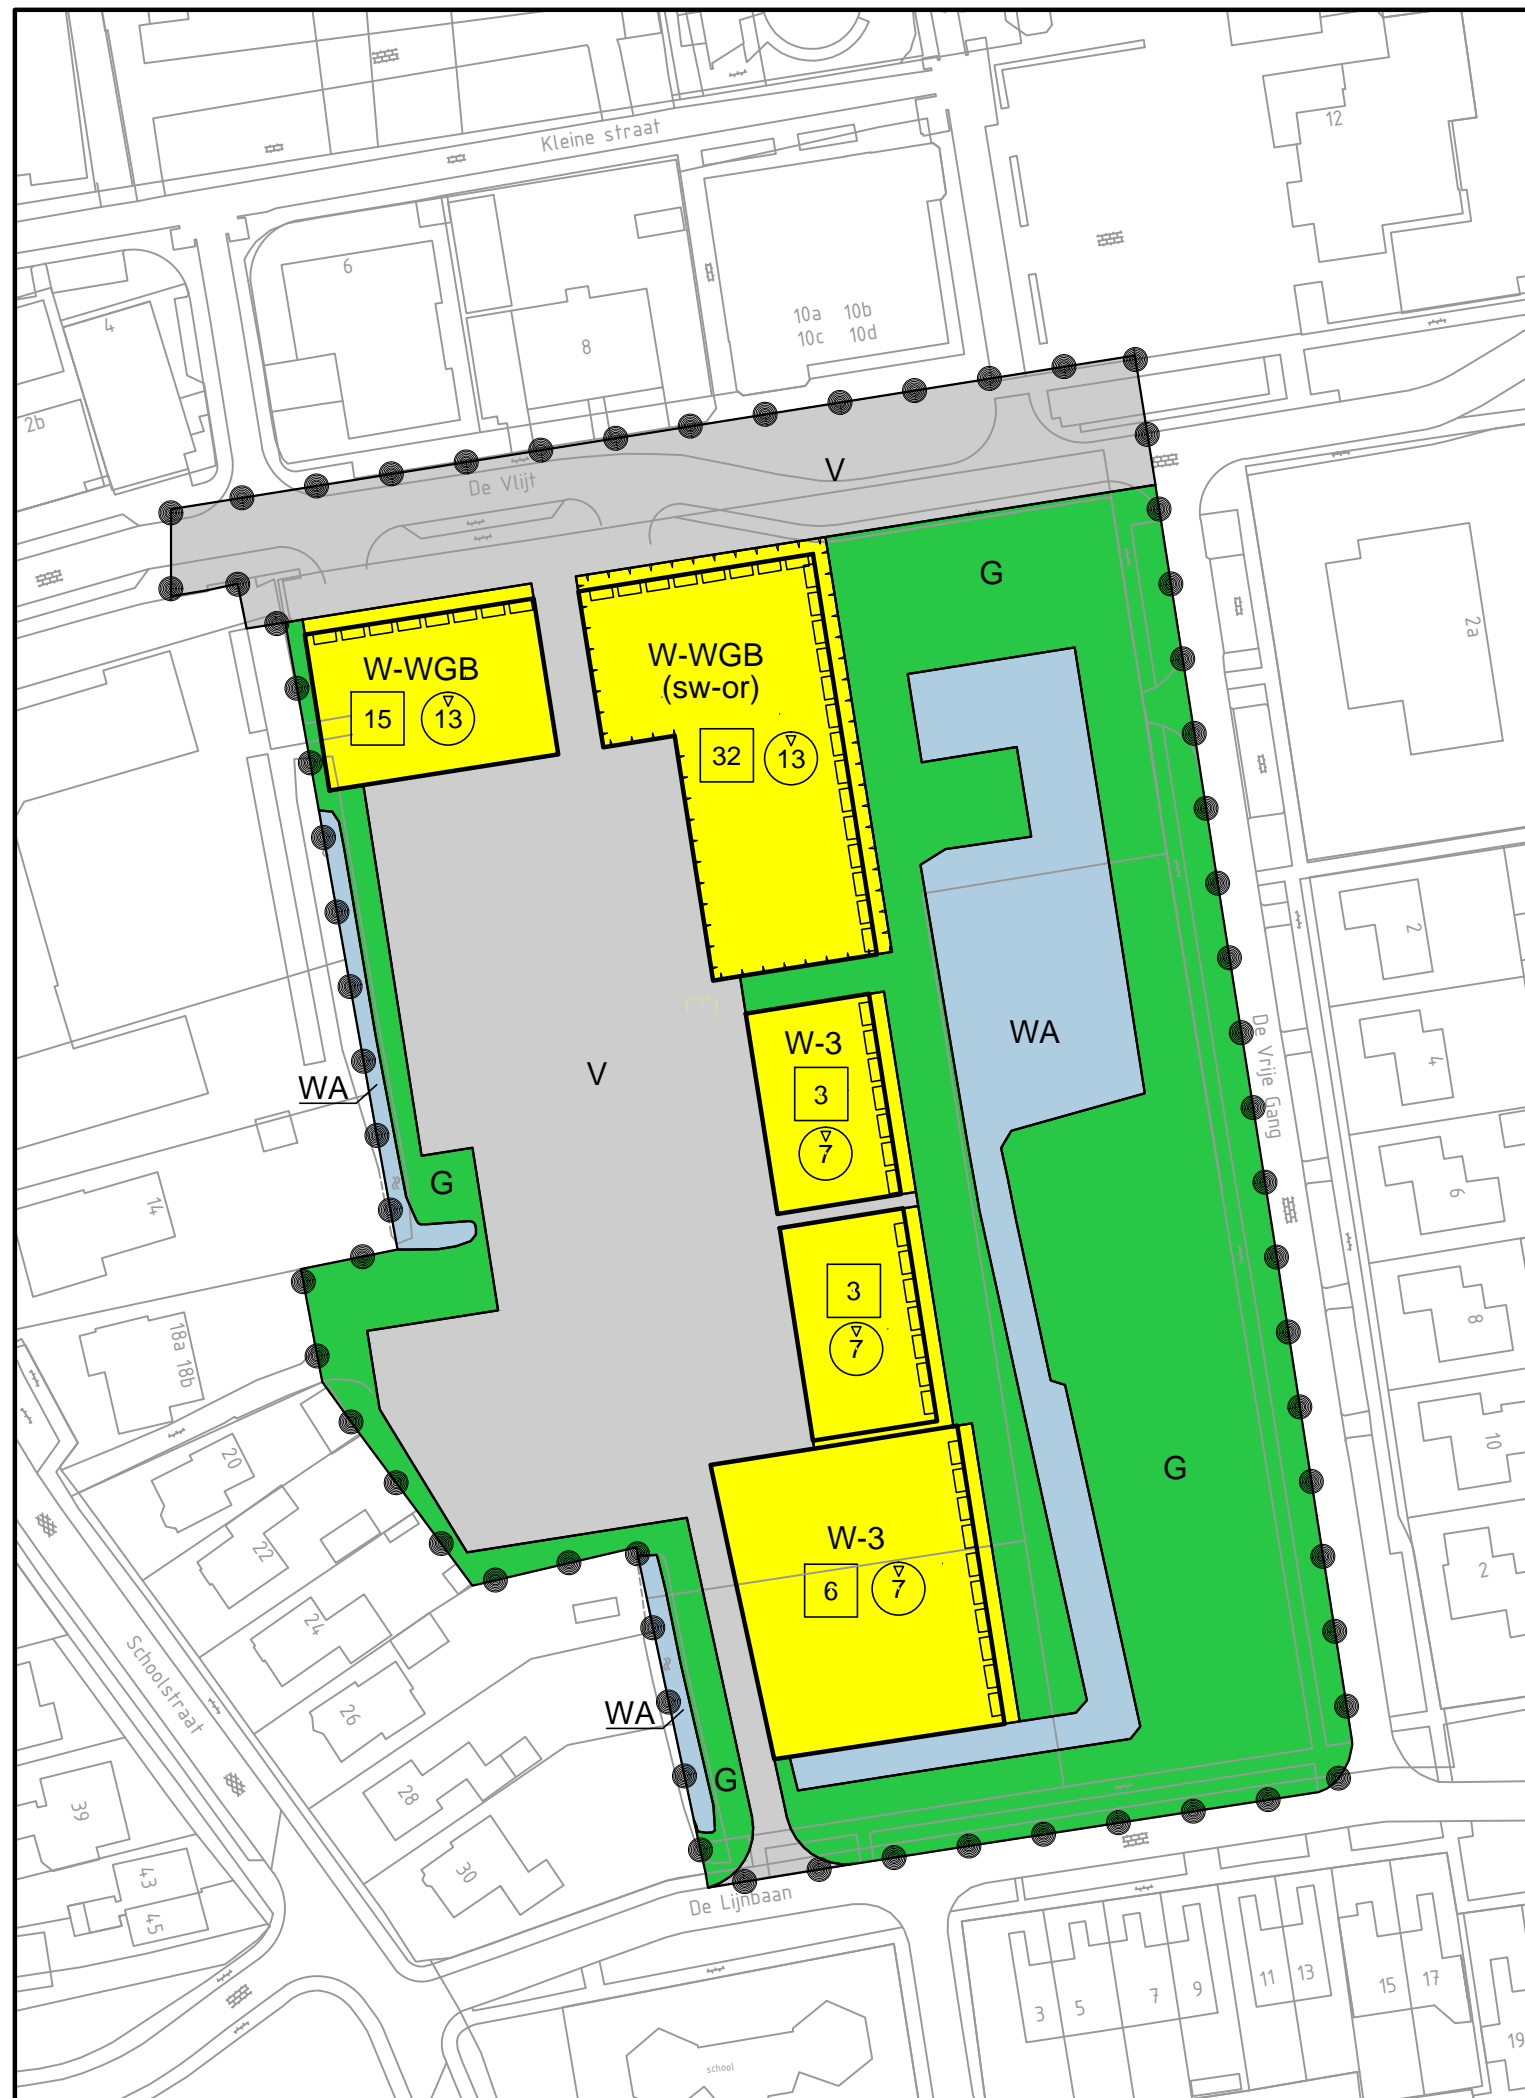 Kleine straat
12
6
4
8
10a 10b
10c 10d
2b
De Vlijt
V
G
2a
W-WGB
15
13
W-WGB
(sw-or)
32
13
2
(***)
W-3
3
7
V
WA
De Vrije Gang
4
WA
G
14
6
3
7
18a 18b
8
20
10
G
22
W-3
6
7
2
24
Schoolstraat
26
WA
G
28
39
30
43
45
De Lijnbaan
3
5
7
9
11
13
15
17
19
school